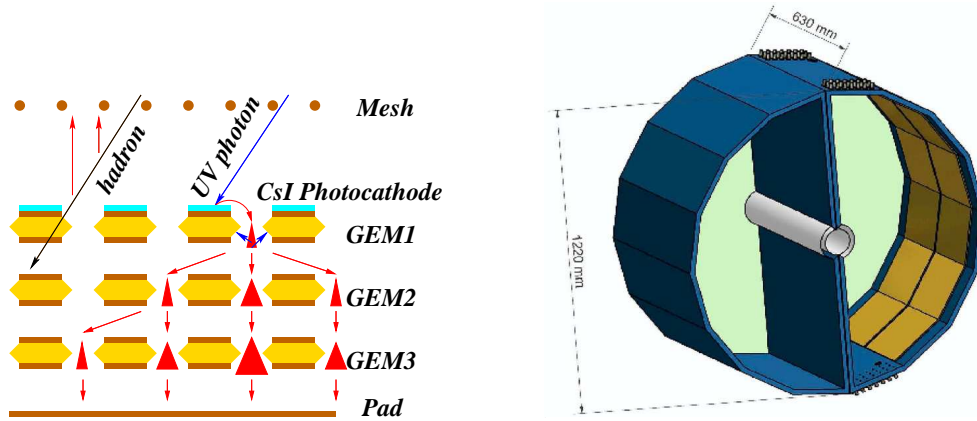 Mesh
hadron
UV photon
CsI Photocathode
GEM1
GEM2
GEM3
Pad
630 mm
1220 mm